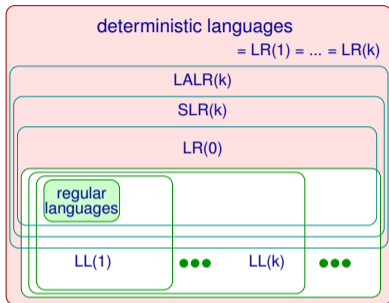 deterministic languages
= LR(1) = ... = LR(k)
LALR(k)
SLR(k)
LR(0)
regular
languages
LL(1)
LL(k)